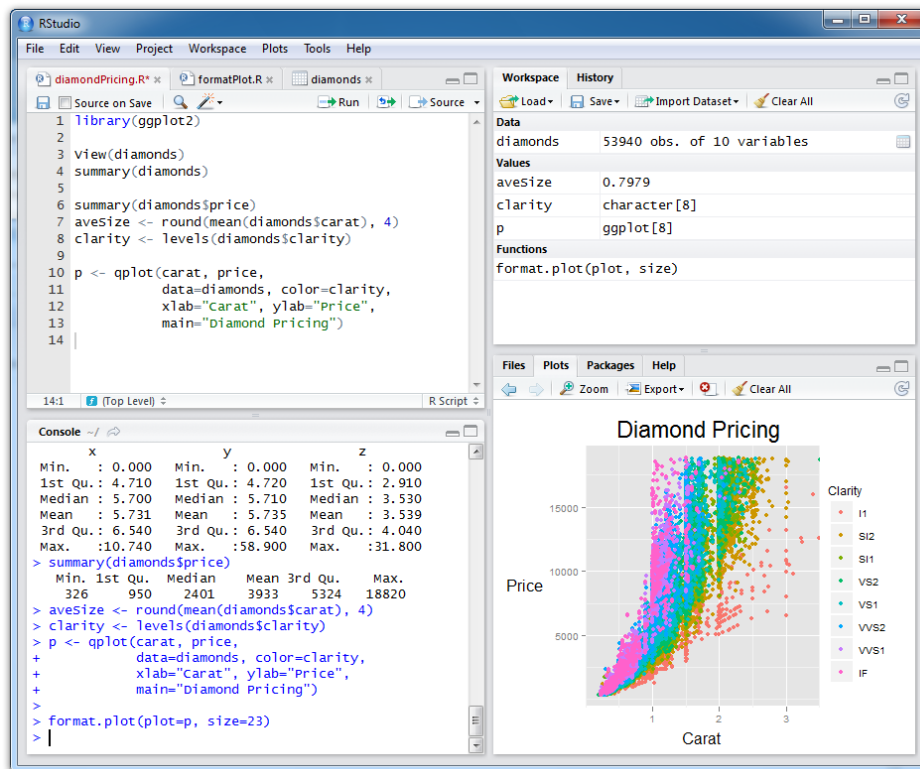 RStudio
File Edit View Project Workspace Plots Tools Help
diamondPricing.R* × formatPlot.R × diamonds ×
Source on Save Run Source
1 library(ggplot2)
2
3 View(diamonds)
4 summary(diamonds)
5
6 summary(diamonds$price)
7 aveSize <- round(mean(diamonds$carat), 4)
8 clarity <- levels(diamonds$clarity)
9
10 p <- qplot(carat, price,
11 data=diamonds, color=clarity,
12 xlab="Carat", ylab="Price",
13 main="Diamond Pricing")
14
14:1 (Top Level) R Script
Console ~/
x y z
Min. : 0.000 Min. : 0.000 Min. : 0.000
1st Qu.: 4.710 1st Qu.: 4.720 1st Qu.: 2.910
Median : 5.700 Median : 5.710 Median : 3.530
Mean : 5.731 Mean : 5.735 Mean : 3.539
3rd Qu.: 6.540 3rd Qu.: 6.540 3rd Qu.: 4.040
Max. :10.740 Max. :58.900 Max. :31.800
> summary(diamonds$price)
Min. 1st Qu. Median Mean 3rd Qu. Max.
326 950 2401 3933 5324 18820
> aveSize <- round(mean(diamonds$carat), 4)
> clarity <- levels(diamonds$clarity)
> p <- qplot(carat, price,
+ data=diamonds, color=clarity,
+ xlab="Carat", ylab="Price",
+ main="Diamond Pricing")
>
> format.plot(plot=p, size=23)
>
Workspace History
Load Save Import Dataset Clear All
Data
diamonds 53940 obs. of 10 variables
Values
aveSize 0.7979
clarity character[8]
p ggplot[8]
Functions
format.plot(plot, size)
Files Plots Packages Help
Zoom Export Clear All
Diamond Pricing
Price
15000
10000
5000
1 2 3
Carat
Clarity
I1
SI2
SI1
VS2
VS1
VVS2
VVS1
IF